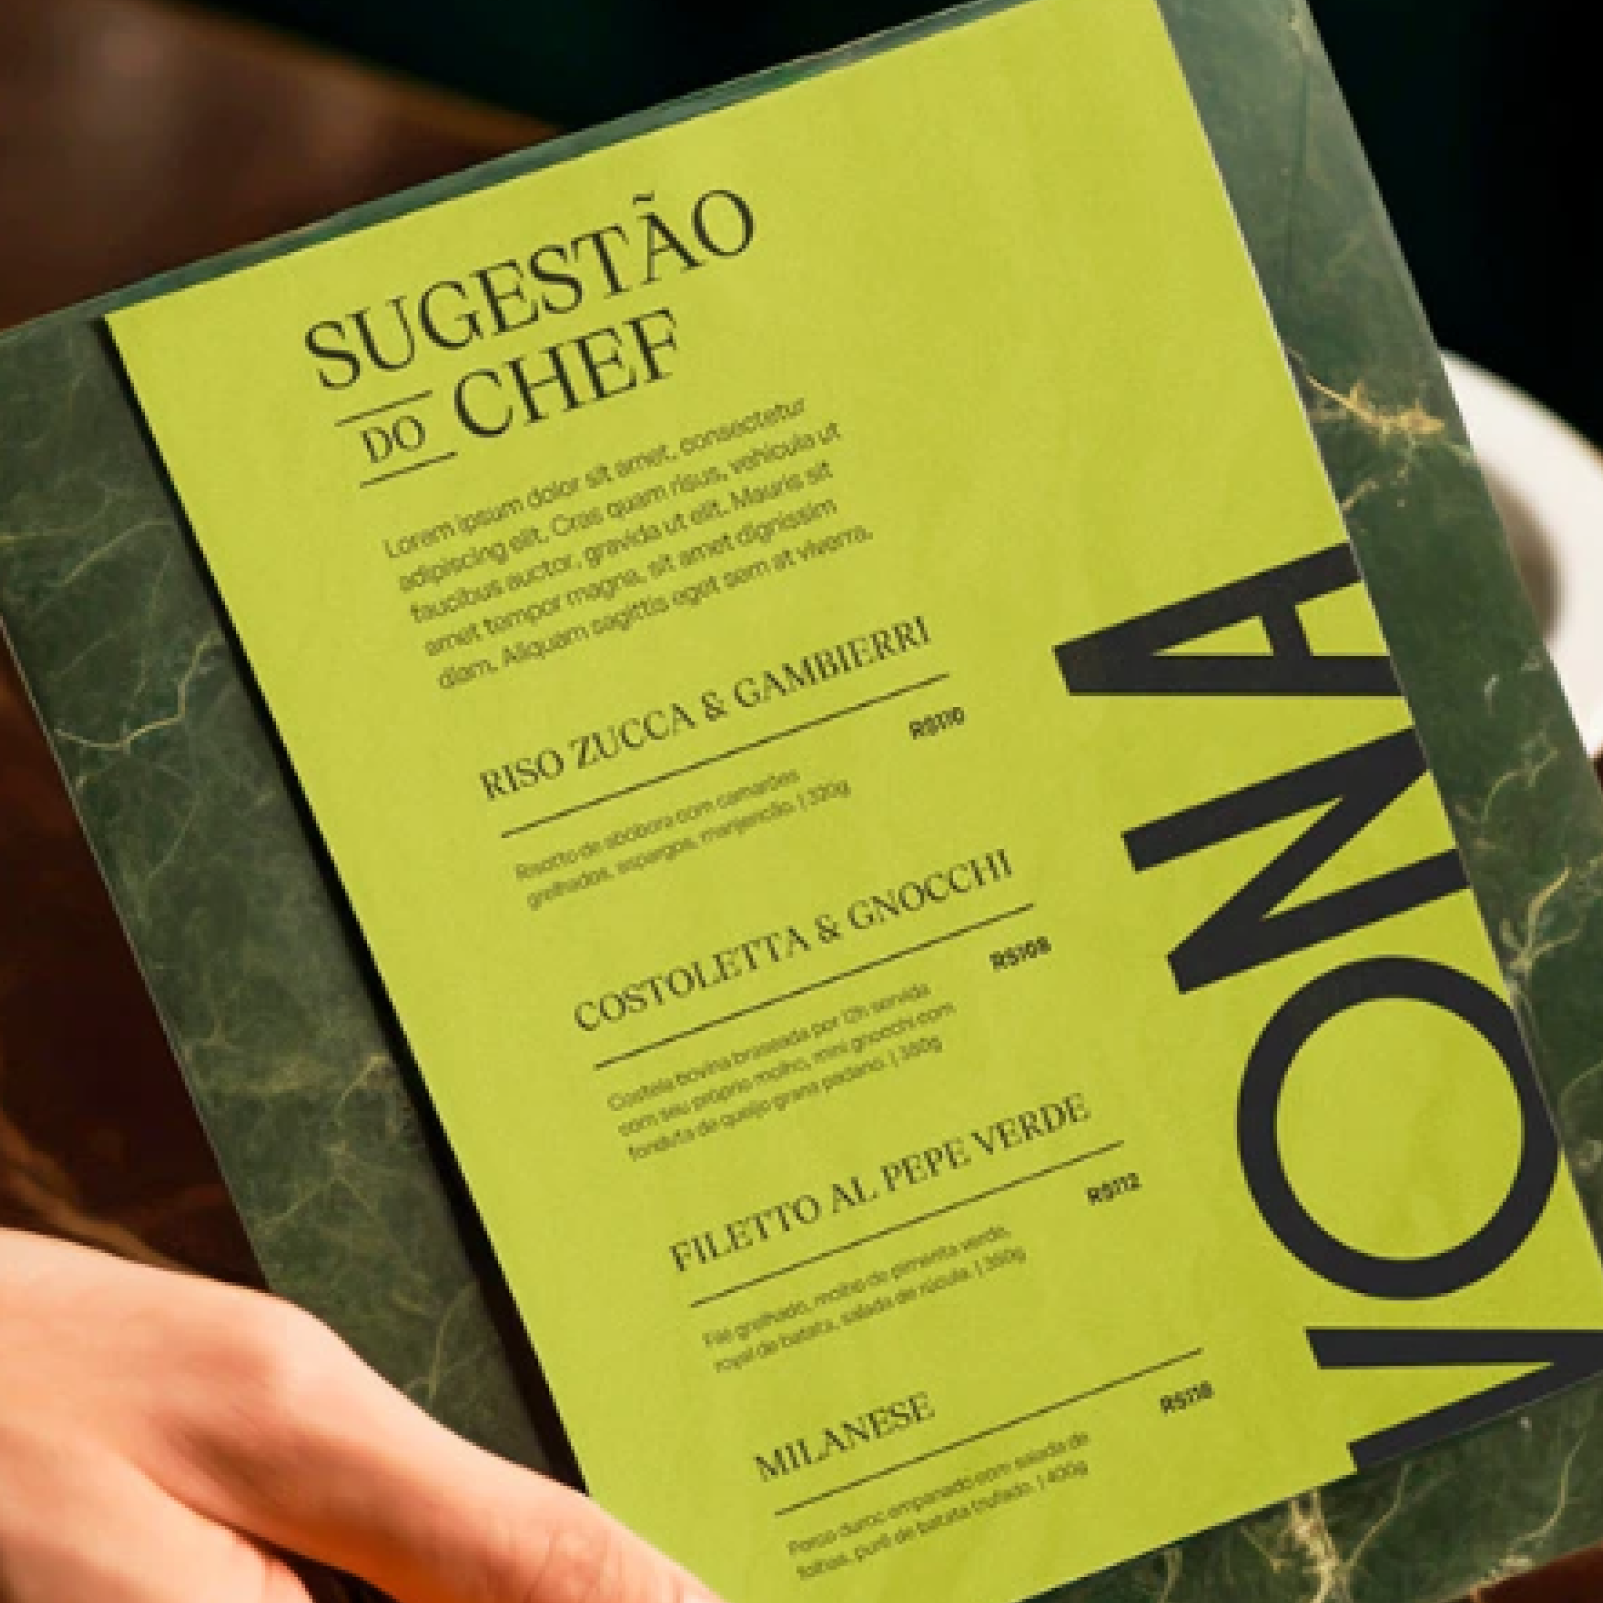 SUGESTÃO
DO CHEF
Lorem ipsum dolor sit amet, consectetur
adipiscing elit. Cras quam risus, vehicula ut
faucibus auctor, gravida ut elit. Mauris sit
amet tempor magna, sit amet dignissim
diam. Aliquam sagittis eget sem at viverra.
RISO ZUCCA & GAMBIERRI
R$110
Risotto de abóbora com camarões
grelhados, aspargos, manjericão. | 320g
COSTOLETTA & GNOCCHI
R$108
Costela bovina braseada por 12h servida
com seu próprio molho, mini gnocchi com
fonduta de queijo grana padano. | 380g
FILETTO AL PEPE VERDE
R$112
Filé grelhado, molho de pimenta verde,
royal de batata, salada de rúcula. | 360g
MILANESE
R$118
Porco duroc empanado com salada de
folhas, purê de batata trufado. | 400g
MONA